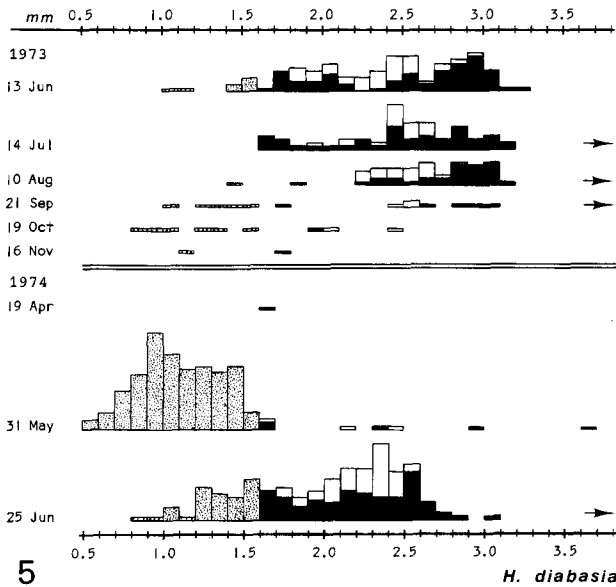 mm 0.5 1.0 1.5 2.0 2.5 3.0 3.5
1973
13 Jun
14 Jul
10 Aug
21 Sep
19 Oct
16 Nov
1974
19 Apr
31 May
25 Jun
0.5 1.0 1.5 2.0 2.5 3.0 3.5
5
H. diabasia